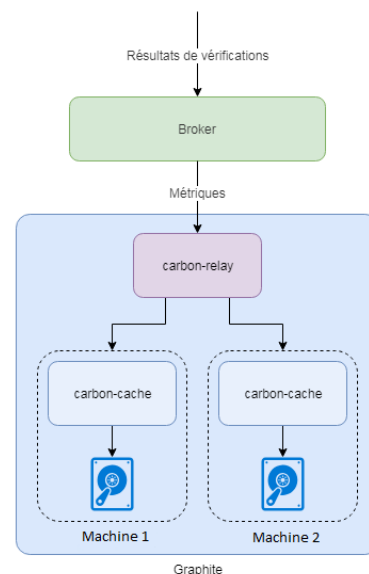 Résultats de vérifications
Broker
Métriques
carbon-relay
carbon-cache
carbon-cache
Machine 1
Machine 2
Graphite